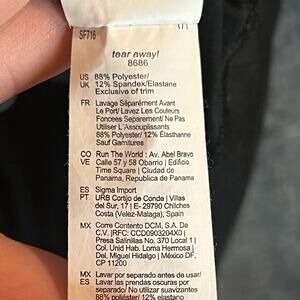 SF716
tear away!
8686
US 88% Polyester/
UK 12% Spandex/Elastane
Exclusive of trim
FR Lavage Séparément Avant
Le Port/ Lavez Les Couleurs
Foncees Separement/ Ne Pas
Utiliser L'Assouplissants
88% Polyester/ 12% Élasthanne
Sauf Garnitures
CO Run The World : Av. Abel Bravo
VE Calle 57 y 58 Obarrio | Edificio
Time Square | Ciudad de
Panama, Republica de Panama
ES Sigma Import
PT URB Cortijo de Conda | Villas
del Sur, 17 | E- 29790 Chilches
Costa (Velez-Malaga), Spain
MX Corre Contento DCM, S.A. De
C.V. |RFC: CCD0903204X0 |
Presa Salinillas No. 370 Local 1 |
Col. Unidad Hab. Loma Hermosa |
Del. Miguel Hidalgo | México DF,
CP 11200
MX Lavar por separado antes de usar/
ES Lavar las prendas oscuras por
separado/ No utilizar suavizantes
88% poliéster/ 12% elastano